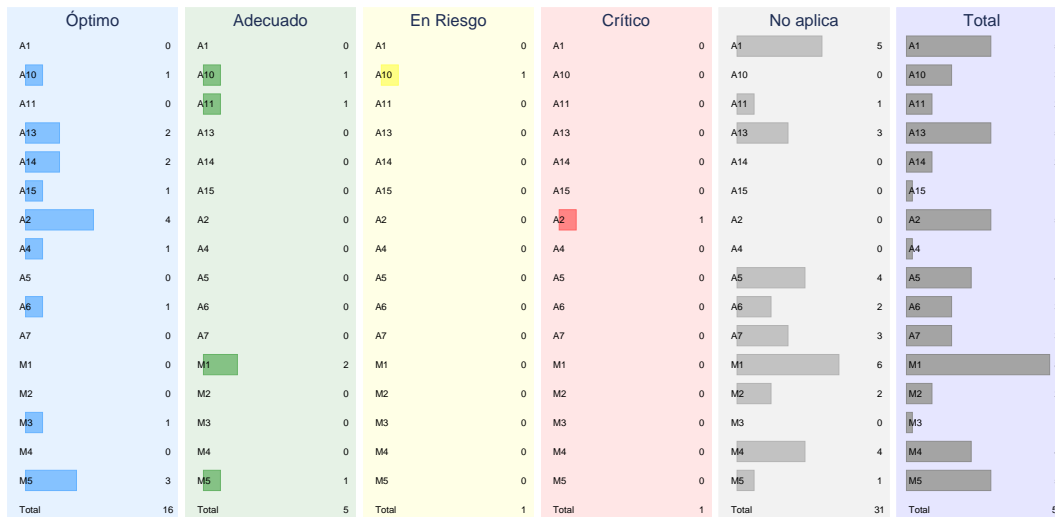 Óptimo Adecuado En Riesgo Crítico No aplica Total
A1 0 A1 0 A1 0 A1 0 A1 5 A1
A10 1 A10 1 A10 1 A10 0 A10 0 A10
A11 0 A11 1 A11 0 A11 0 A11 1 A11
A13 2 A13 0 A13 0 A13 0 A13 3 A13
A14 2 A14 0 A14 0 A14 0 A14 0 A14
A15 1 A15 0 A15 0 A15 0 A15 0 A15
A2 4 A2 0 A2 0 A2 1 A2 0 A2
A4 1 A4 0 A4 0 A4 0 A4 0 A4
A5 0 A5 0 A5 0 A5 0 A5 4 A5
A6 1 A6 0 A6 0 A6 0 A6 2 A6
A7 0 A7 0 A7 0 A7 0 A7 3 A7
M1 0 M1 2 M1 0 M1 0 M1 6 M1
M2 0 M2 0 M2 0 M2 0 M2 2 M2
M3 1 M3 0 M3 0 M3 0 M3 0 M3
M4 0 M4 0 M4 0 M4 0 M4 4 M4
M5 3 M5 1 M5 0 M5 0 M5 1 M5
Total 16 Total 5 Total 1 Total 1 Total 31 Total